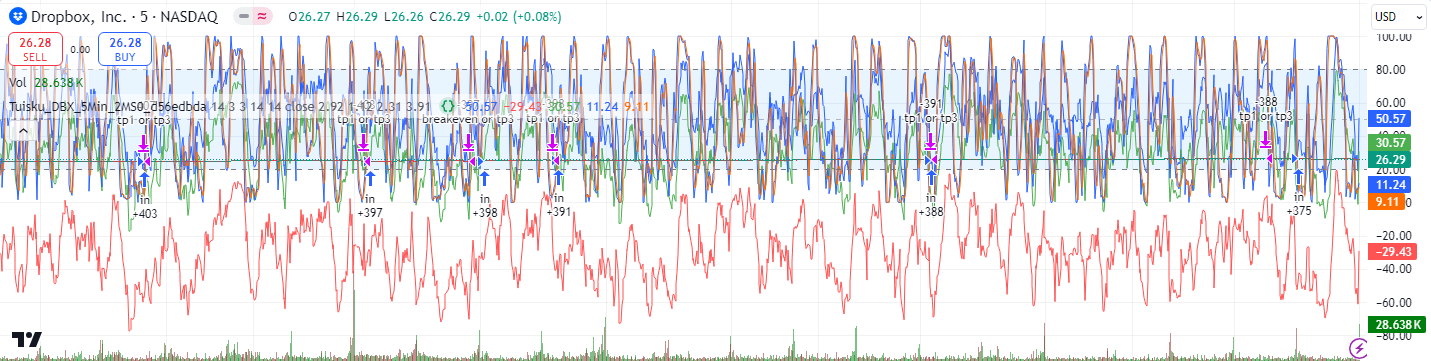 Dropbox, Inc. · 5 · NASDAQ O26.27 H26.29 L26.26 C26.29 +0.02 (+0.08%)
USD
26.28
SELL
0.00
26.28
BUY
Vol 28.638K
Tuisku_DBX_5Min_2MS0_d56edbda 14 3 3 14 14 close 2.92 1.42 2.31 3.91 50.57 −29.43 30.57 11.24 9.11
tp1 or tp3
in
+403
tp1 or tp3
in
+397
breakeven or tp3
in
+398
tp1 or tp3
in
+391
-391
tp1 or tp3
in
+388
-388
tp1 or tp3
in
+375
100.00
80.00
60.00
50.57
40.00
30.57
26.29
20.00
11.24
9.11
−20.00
−29.43
−40.00
−60.00
28.638K
−80.00